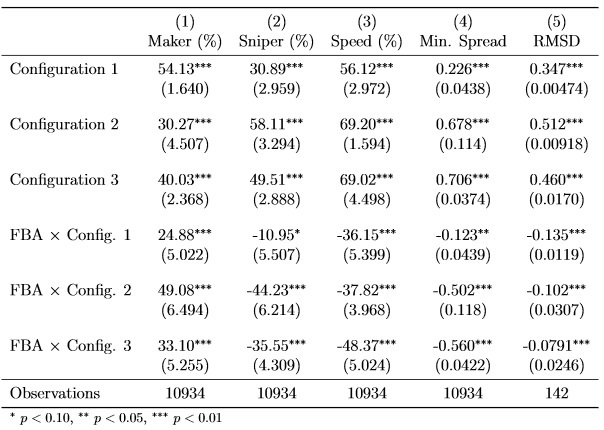 (1) (2) (3) (4) (5)
Maker (%) Sniper (%) Speed (%) Min. Spread RMSD
Configuration 1 54.13*** 30.89*** 56.12*** 0.226*** 0.347***
(1.640) (2.959) (2.972) (0.0438) (0.00474)
Configuration 2 30.27*** 58.11*** 69.20*** 0.678*** 0.512***
(4.507) (3.294) (1.594) (0.114) (0.00918)
Configuration 3 40.03*** 49.51*** 69.02*** 0.706*** 0.460***
(2.368) (2.888) (4.498) (0.0374) (0.0170)
FBA × Config. 1 24.88*** -10.95* -36.15*** -0.123** -0.135***
(5.022) (5.507) (5.399) (0.0439) (0.0119)
FBA × Config. 2 49.08*** -44.23*** -37.82*** -0.502*** -0.102***
(6.494) (6.214) (3.968) (0.118) (0.0307)
FBA × Config. 3 33.10*** -35.55*** -48.37*** -0.560*** -0.0791***
(5.255) (4.309) (5.024) (0.0422) (0.0246)
Observations 10934 10934 10934 10934 142
* p < 0.10, ** p < 0.05, *** p < 0.01